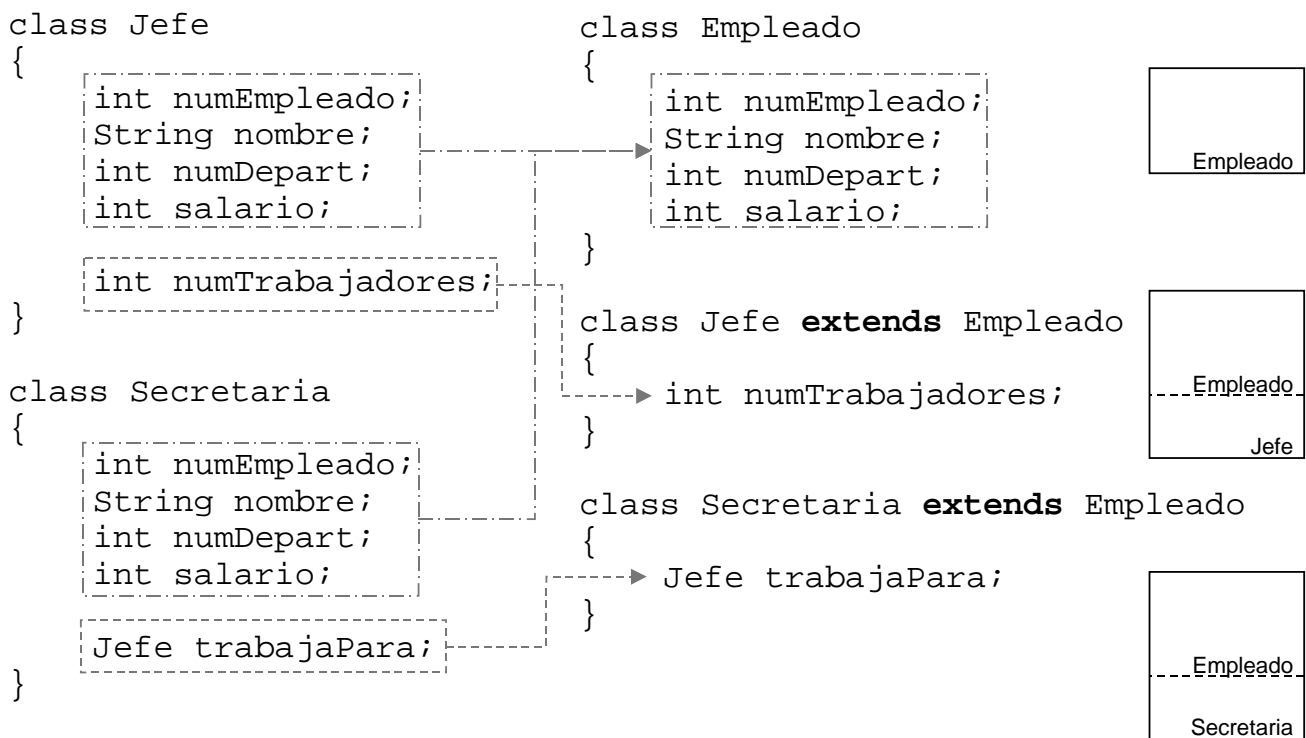 class Jefe
{
int numEmpleado;
String nombre;
int numDepart;
int salario;
int numTrabajadores;
}
class Secretaria
{
int numEmpleado;
String nombre;
int numDepart;
int salario;
Jefe trabajaPara;
}
class Empleado
{
int numEmpleado;
String nombre;
int numDepart;
int salario;
}
class Jefe extends Empleado
{
int numTrabajadores;
}
class Secretaria extends Empleado
{
Jefe trabajaPara;
}
Empleado
Empleado
Jefe
Empleado
Secretaria